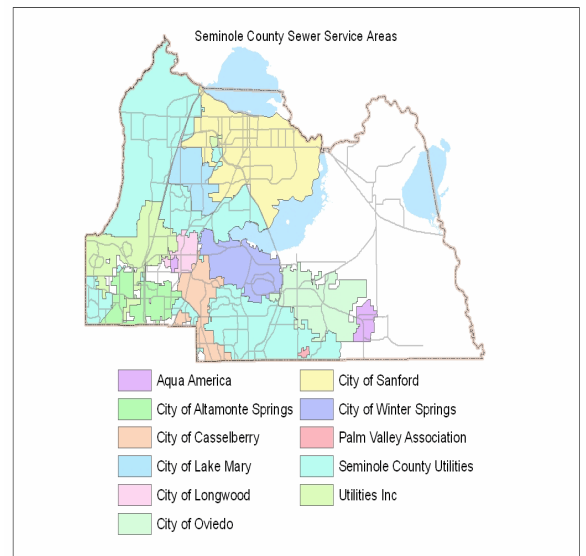 Seminole County Sewer Service Areas
Aqua America
City of Altamonte Springs
City of Casselberry
City of Lake Mary
City of Longwood
City of Oviedo
City of Sanford
City of Winter Springs
Palm Valley Association
Seminole County Utilities
Utilities Inc